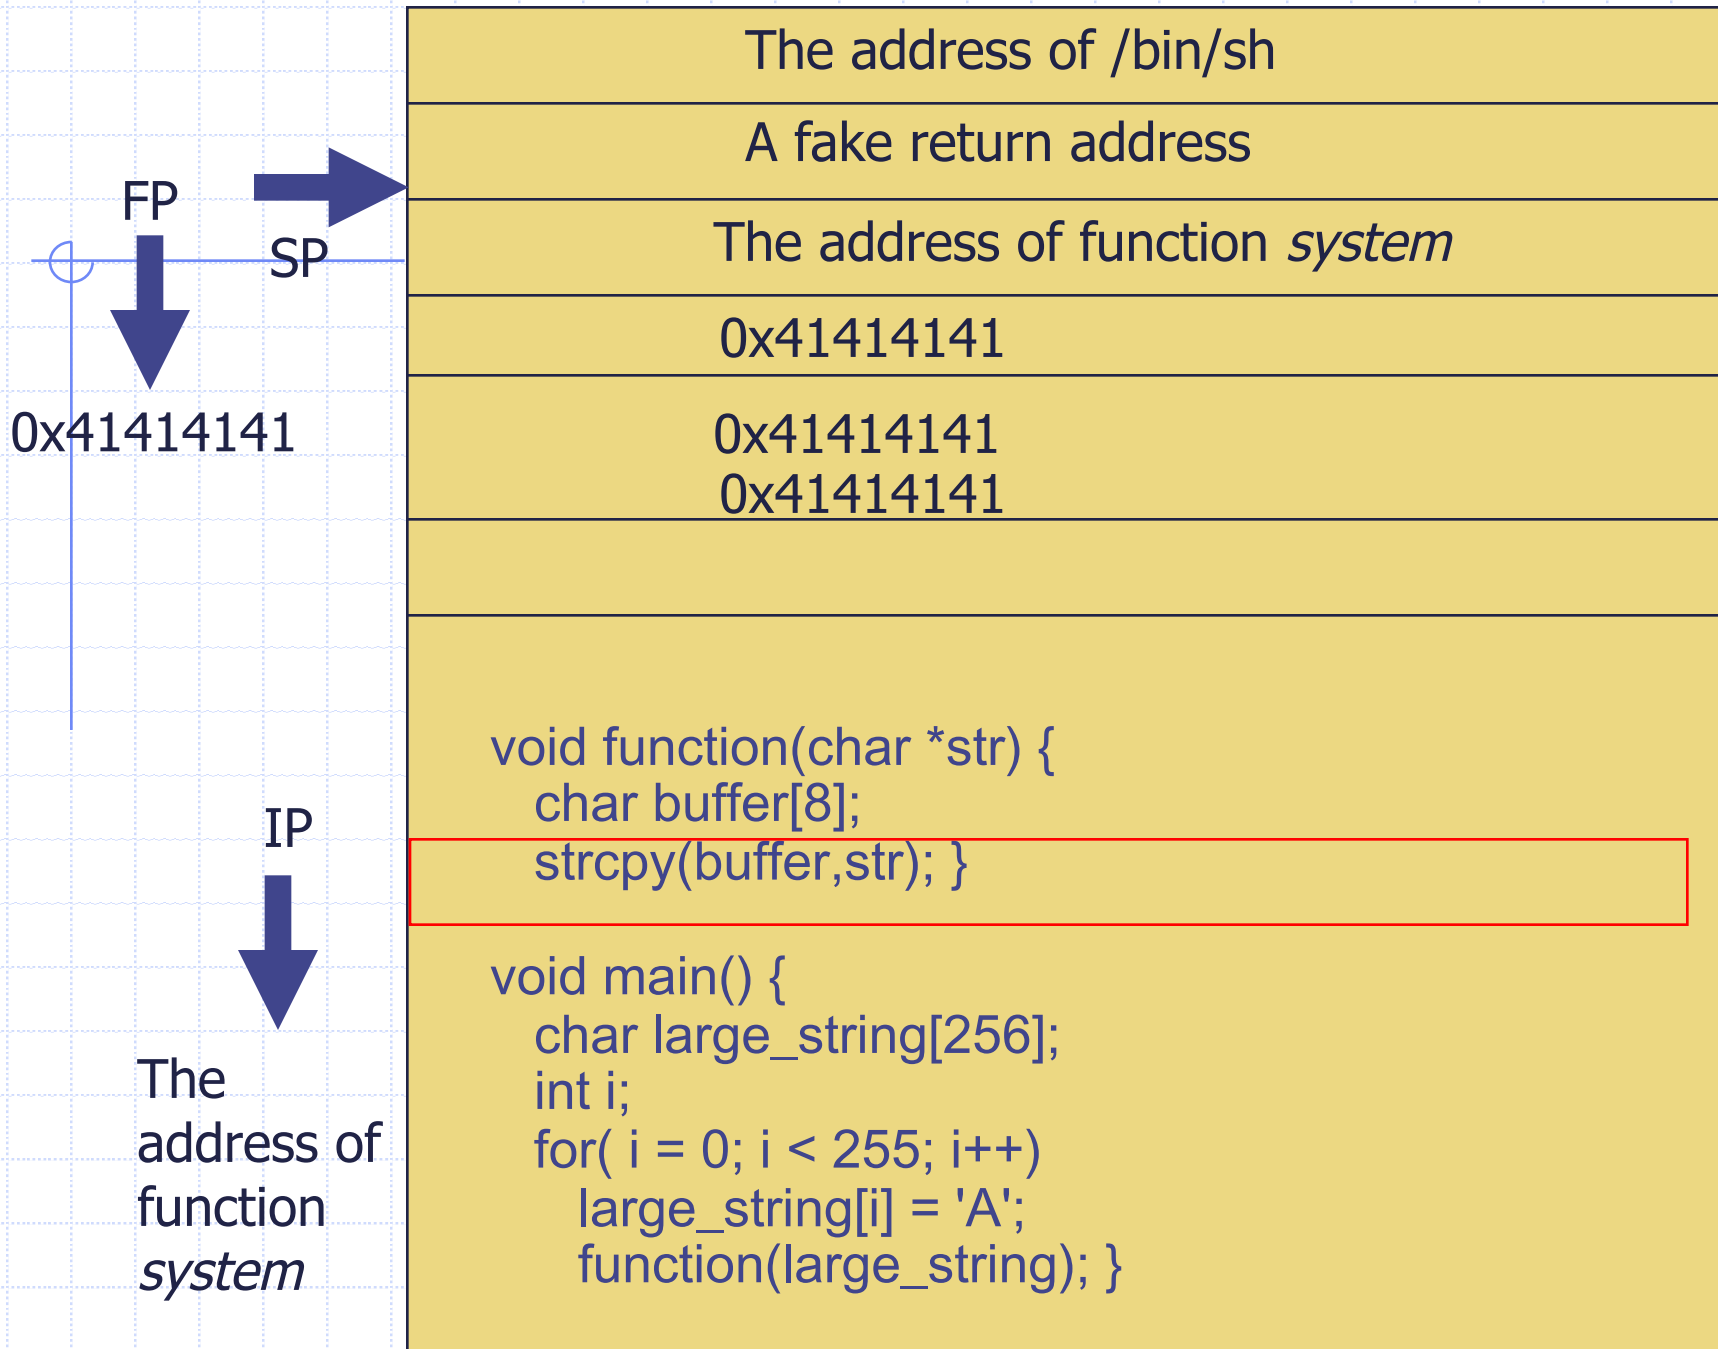 The address of /bin/sh
A fake return address
FP
SP
The address of function system
0x41414141
0x41414141
0x41414141
0x41414141
void function(char *str) {
char buffer[8];
strcpy(buffer,str); }
IP
void main() {
char large_string[256];
int i;
for( i = 0; i < 255; i++)
large_string[i] = 'A';
function(large_string); }
The
address of
function
system